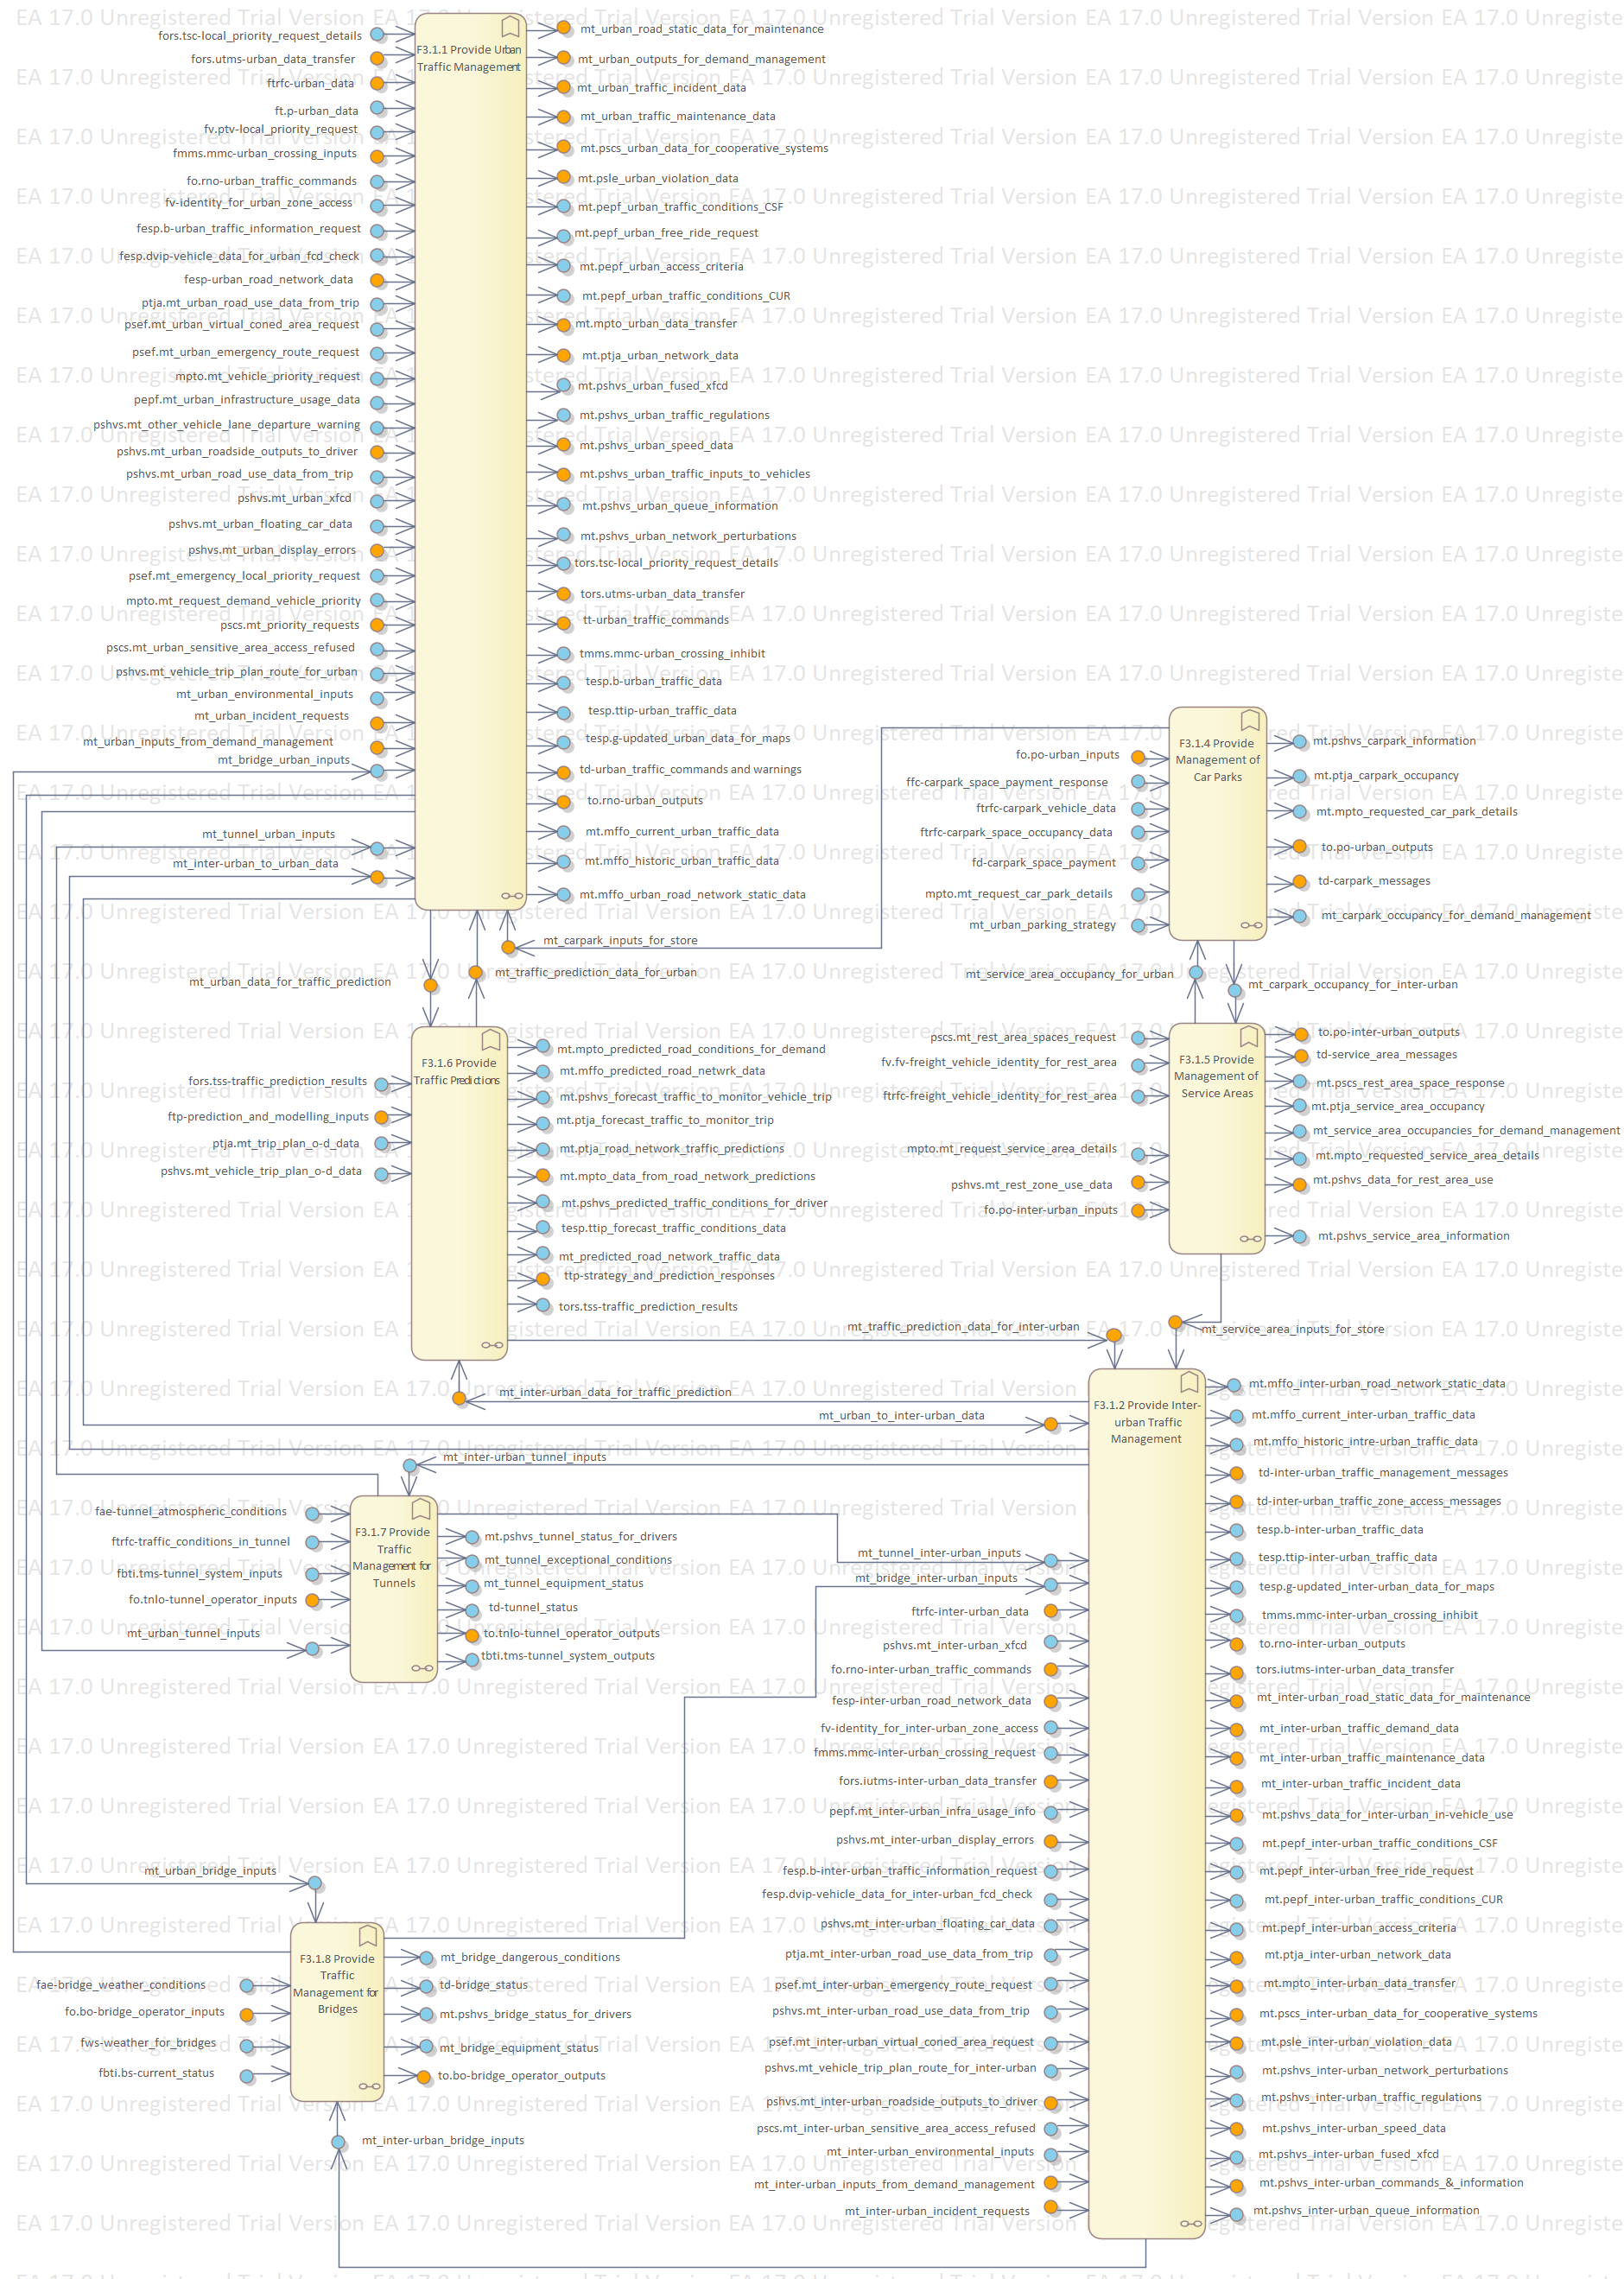 F3.1.1 Provide Urban
Traffic Management
fors.tsc-local_priority_request_details
fors.utms-urban_data_transfer
ftrfc-urban_data
ft.p-urban_data
fv.ptv-local_priority_request
fmms.mmc-urban_crossing_inputs
fo.rno-urban_traffic_commands
fv-identity_for_urban_zone_access
fesp.b-urban_traffic_information_request
fesp.dvip-vehicle_data_for_urban_fcd_check
fesp-urban_road_network_data
ptja.mt_urban_road_use_data_from_trip
psef.mt_urban_virtual_coned_area_request
psef.mt_urban_emergency_route_request
mpto.mt_vehicle_priority_request
pepf.mt_urban_infrastructure_usage_data
pshvs.mt_other_vehicle_lane_departure_warning
pshvs.mt_urban_roadside_outputs_to_driver
pshvs.mt_urban_road_use_data_from_trip
pshvs.mt_urban_xfcd
pshvs.mt_urban_floating_car_data
pshvs.mt_urban_display_errors
psef.mt_emergency_local_priority_request
mpto.mt_request_demand_vehicle_priority
pscs.mt_priority_requests
pscs.mt_urban_sensitive_area_access_refused
pshvs.mt_vehicle_trip_plan_route_for_urban
mt_urban_environmental_inputs
mt_urban_incident_requests
mt_urban_inputs_from_demand_management
mt_bridge_urban_inputs
mt_tunnel_urban_inputs
mt_inter-urban_to_urban_data
mt_urban_road_static_data_for_maintenance
mt_urban_outputs_for_demand_management
mt_urban_traffic_incident_data
mt_urban_traffic_maintenance_data
mt.pscs_urban_data_for_cooperative_systems
mt.psle_urban_violation_data
mt.pepf_urban_traffic_conditions_CSF
mt.pepf_urban_free_ride_request
mt.pepf_urban_access_criteria
mt.pepf_urban_traffic_conditions_CUR
mt.mpto_urban_data_transfer
mt.ptja_urban_network_data
mt.pshvs_urban_fused_xfcd
mt.pshvs_urban_traffic_regulations
mt.pshvs_urban_speed_data
mt.pshvs_urban_traffic_inputs_to_vehicles
mt.pshvs_urban_queue_information
mt.pshvs_urban_network_perturbations
tors.tsc-local_priority_request_details
tors.utms-urban_data_transfer
tt-urban_traffic_commands
tmms.mmc-urban_crossing_inhibit
tesp.b-urban_traffic_data
tesp.ttip-urban_traffic_data
tesp.g-updated_urban_data_for_maps
td-urban_traffic_commands and warnings
to.rno-urban_outputs
mt.mffo_current_urban_traffic_data
mt.mffo_historic_urban_traffic_data
mt.mffo_urban_road_network_static_data
mt_carpark_inputs_for_store
mt_traffic_prediction_data_for_urban
mt_urban_data_for_traffic_prediction
F3.1.4 Provide
Management of
Car Parks
fo.po-urban_inputs
ffc-carpark_space_payment_response
ftrfc-carpark_vehicle_data
ftrfc-carpark_space_occupancy_data
fd-carpark_space_payment
mpto.mt_request_car_park_details
mt_urban_parking_strategy
mt.pshvs_carpark_information
mt.ptja_carpark_occupancy
mt.mpto_requested_car_park_details
to.po-urban_outputs
td-carpark_messages
mt_carpark_occupancy_for_demand_management
mt_service_area_occupancy_for_urban
mt_carpark_occupancy_for_inter-urban
F3.1.5 Provide
Management of
Service Areas
pscs.mt_rest_area_spaces_request
fv.fv-freight_vehicle_identity_for_rest_area
ftrfc-freight_vehicle_identity_for_rest_area
mpto.mt_request_service_area_details
pshvs.mt_rest_zone_use_data
fo.po-inter-urban_inputs
to.po-inter-urban_outputs
td-service_area_messages
mt.pscs_rest_area_space_response
mt.ptja_service_area_occupancy
mt_service_area_occupancies_for_demand_management
mt.mpto_requested_service_area_details
mt.pshvs_data_for_rest_area_use
mt.pshvs_service_area_information
F3.1.6 Provide
Traffic Predictions
fors.tss-traffic_prediction_results
ftp-prediction_and_modelling_inputs
ptja.mt_trip_plan_o-d_data
pshvs.mt_vehicle_trip_plan_o-d_data
mt.mpto_predicted_road_conditions_for_demand
mt.mffo_predicted_road_netwrk_data
mt.pshvs_forecast_traffic_to_monitor_vehicle_trip
mt.ptja_forecast_traffic_to_monitor_trip
mt.ptja_road_network_traffic_predictions
mt.mpto_data_from_road_network_predictions
mt.pshvs_predicted_traffic_conditions_for_driver
tesp.ttip_forecast_traffic_conditions_data
mt_predicted_road_network_traffic_data
ttp-strategy_and_prediction_responses
tors.tss-traffic_prediction_results
mt_traffic_prediction_data_for_inter-urban
mt_service_area_inputs_for_store
mt_inter-urban_data_for_traffic_prediction
mt_urban_to_inter-urban_data
mt_inter-urban_tunnel_inputs
F3.1.2 Provide Inter-
urban Traffic
Management
mt_tunnel_inter-urban_inputs
mt_bridge_inter-urban_inputs
ftrfc-inter-urban_data
pshvs.mt_inter-urban_xfcd
fo.rno-inter-urban_traffic_commands
fesp-inter-urban_road_network_data
fv-identity_for_inter-urban_zone_access
fmms.mmc-inter-urban_crossing_request
fors.iutms-inter-urban_data_transfer
pepf.mt_inter-urban_infra_usage_info
pshvs.mt_inter-urban_display_errors
fesp.b-inter-urban_traffic_information_request
fesp.dvip-vehicle_data_for_inter-urban_fcd_check
pshvs.mt_inter-urban_floating_car_data
ptja.mt_inter-urban_road_use_data_from_trip
psef.mt_inter-urban_emergency_route_request
pshvs.mt_inter-urban_road_use_data_from_trip
psef.mt_inter-urban_virtual_coned_area_request
pshvs.mt_vehicle_trip_plan_route_for_inter-urban
pshvs.mt_inter-urban_roadside_outputs_to_driver
pscs.mt_inter-urban_sensitive_area_access_refused
mt_inter-urban_environmental_inputs
mt_inter-urban_inputs_from_demand_management
mt_inter-urban_incident_requests
mt.mffo_inter-urban_road_network_static_data
mt.mffo_current_inter-urban_traffic_data
mt.mffo_historic_intre-urban_traffic_data
td-inter-urban_traffic_management_messages
td-inter-urban_traffic_zone_access_messages
tesp.b-inter-urban_traffic_data
tesp.ttip-inter-urban_traffic_data
tesp.g-updated_inter-urban_data_for_maps
tmms.mmc-inter-urban_crossing_inhibit
to.rno-inter-urban_outputs
tors.iutms-inter-urban_data_transfer
mt_inter-urban_road_static_data_for_maintenance
mt_inter-urban_traffic_demand_data
mt_inter-urban_traffic_maintenance_data
mt_inter-urban_traffic_incident_data
mt.pshvs_data_for_inter-urban_in-vehicle_use
mt.pepf_inter-urban_traffic_conditions_CSF
mt.pepf_inter-urban_free_ride_request
mt.pepf_inter-urban_traffic_conditions_CUR
mt.pepf_inter-urban_access_criteria
mt.ptja_inter-urban_network_data
mt.mpto_inter-urban_data_transfer
mt.pscs_inter-urban_data_for_cooperative_systems
mt.psle_inter-urban_violation_data
mt.pshvs_inter-urban_network_perturbations
mt.pshvs_inter-urban_traffic_regulations
mt.pshvs_inter-urban_speed_data
mt.pshvs_inter-urban_fused_xfcd
mt.pshvs_inter-urban_commands_&_information
mt.pshvs_inter-urban_queue_information
F3.1.7 Provide
Traffic
Management for
Tunnels
fae-tunnel_atmospheric_conditions
ftrfc-traffic_conditions_in_tunnel
fbti.tms-tunnel_system_inputs
fo.tnlo-tunnel_operator_inputs
mt_urban_tunnel_inputs
mt.pshvs_tunnel_status_for_drivers
mt_tunnel_exceptional_conditions
mt_tunnel_equipment_status
td-tunnel_status
to.tnlo-tunnel_operator_outputs
tbti.tms-tunnel_system_outputs
mt_urban_bridge_inputs
F3.1.8 Provide
Traffic
Management for
Bridges
fae-bridge_weather_conditions
fo.bo-bridge_operator_inputs
fws-weather_for_bridges
fbti.bs-current_status
mt_bridge_dangerous_conditions
td-bridge_status
mt.pshvs_bridge_status_for_drivers
mt_bridge_equipment_status
to.bo-bridge_operator_outputs
mt_inter-urban_bridge_inputs
EA 17.0 Unregistered Trial Version